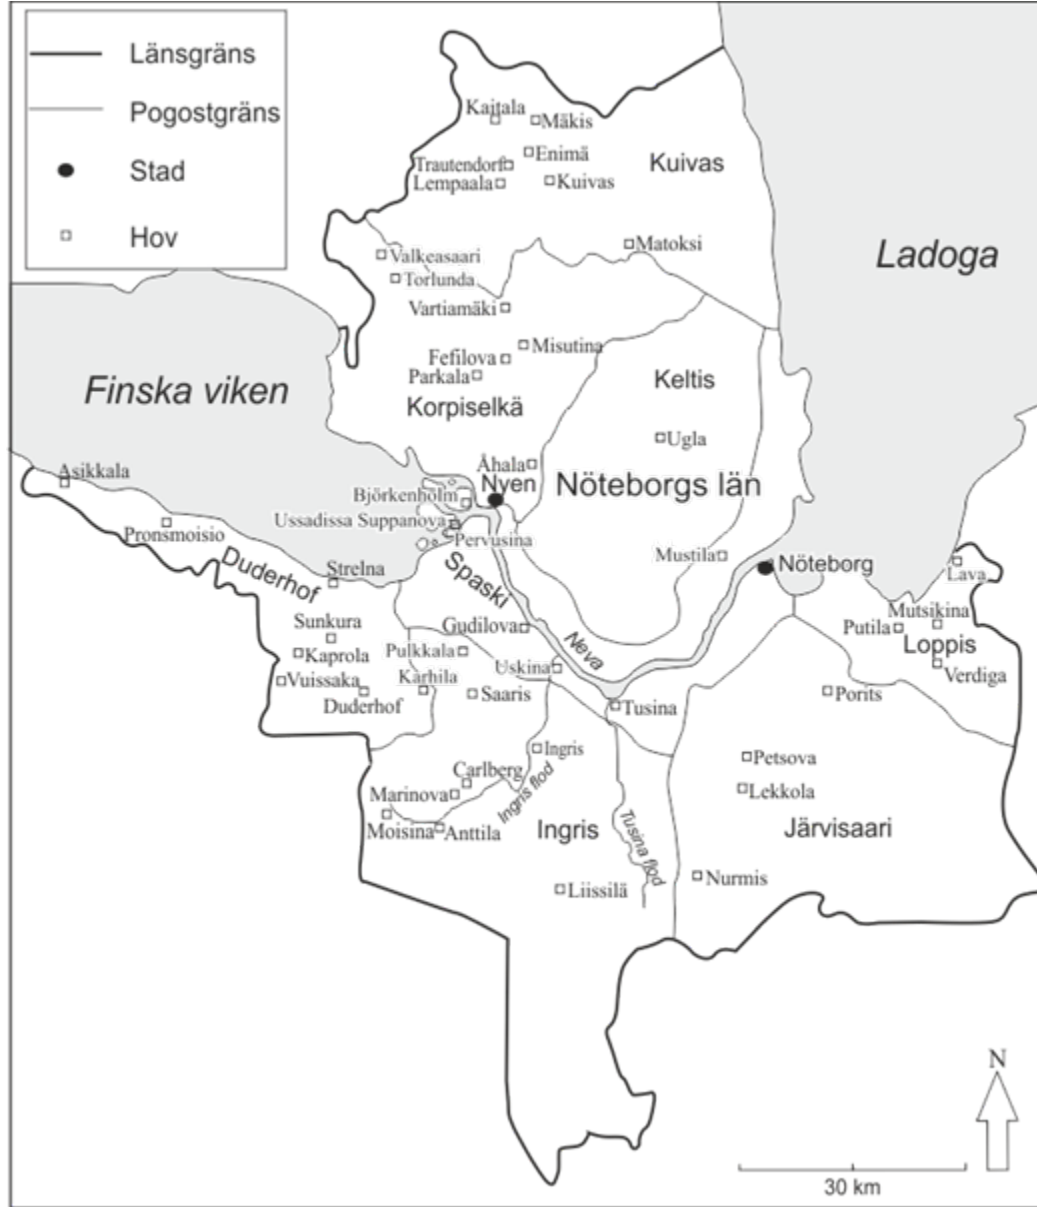 Länsgräns
Pogostgräns
Stad
Hov
Kaitala
Mäkis
Enimä
Trautendorf
Lempaala
Kuivas
Kuivas
Matoksi
Ladoga
Valkeasaari
Torlunda
Vartiamäki
Misutina
Fefilova
Parkala
Keltis
Finska viken
Korpiselkä
Ugla
Åhala
Asikkala
Nyen
Nöteborgs län
Björkenholm
Ussadissa Suppanova
Pronsmoisio
Pervusina
Mustila
Nöteborg
Lava
Duderhof
Strelna
Spaski
Mutsikina
Sunkura
Gudilova
Neva
Putila
Loppis
Kaprola
Pulkkala
Uskina
Verdiga
Vuissaka
Karhila
Duderhof
Saaris
Tusina
Porits
Ingris
Petsova
Carlberg
Marinova
Ingris flod
Lekkola
Moisina
Anttila
Ingris
Tusina flod
Järvisaari
Liissilä
Nurmis
N
30 km